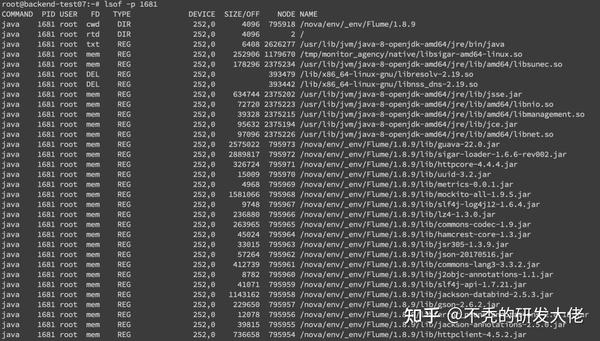 root@backend-test07:~# lsof -p 1681
COMMAND PID USER FD TYPE DEVICE SIZE/OFF NODE NAME
java 1681 root cwd DIR 252,0 4096 795918 /nova/env/_env/Flume/1.8.9
java 1681 root rtd DIR 252,0 4096 2 /
java 1681 root txt REG 252,0 6408 2626277 /usr/lib/jvm/java-8-openjdk-amd64/jre/bin/java
java 1681 root mem REG 252,0 252906 1179670 /tmp/monitor_agency/native/libsigar-amd64-linux.so
java 1681 root mem REG 252,0 178296 2375234 /usr/lib/jvm/java-8-openjdk-amd64/jre/lib/amd64/libsunec.so
java 1681 root DEL REG 252,0 393479 /lib/x86_64-linux-gnu/libresolv-2.19.so
java 1681 root DEL REG 252,0 393442 /lib/x86_64-linux-gnu/libnss_dns-2.19.so
java 1681 root mem REG 252,0 634744 2375202 /usr/lib/jvm/java-8-openjdk-amd64/jre/lib/jsse.jar
java 1681 root mem REG 252,0 72720 2375223 /usr/lib/jvm/java-8-openjdk-amd64/jre/lib/amd64/libnio.so
java 1681 root mem REG 252,0 39328 2375215 /usr/lib/jvm/java-8-openjdk-amd64/jre/lib/amd64/libmanagement.so
java 1681 root mem REG 252,0 95632 2375194 /usr/lib/jvm/java-8-openjdk-amd64/jre/lib/jce.jar
java 1681 root mem REG 252,0 97096 2375226 /usr/lib/jvm/java-8-openjdk-amd64/jre/lib/amd64/libnet.so
java 1681 root mem REG 252,0 2575022 795973 /nova/env/_env/Flume/1.8.9/lib/guava-22.0.jar
java 1681 root mem REG 252,0 2889817 795972 /nova/env/_env/Flume/1.8.9/lib/sigar-loader-1.6.6-rev002.jar
java 1681 root mem REG 252,0 326724 795971 /nova/env/_env/Flume/1.8.9/lib/httpcore-4.4.4.jar
java 1681 root mem REG 252,0 15009 795970 /nova/env/_env/Flume/1.8.9/lib/uuid-3.2.jar
java 1681 root mem REG 252,0 4968 795969 /nova/env/_env/Flume/1.8.9/lib/metrics-0.0.1.jar
java 1681 root mem REG 252,0 1581066 795968 /nova/env/_env/Flume/1.8.9/lib/mockito-all-1.9.5.jar
java 1681 root mem REG 252,0 9748 795967 /nova/env/_env/Flume/1.8.9/lib/slf4j-log4j12-1.6.4.jar
java 1681 root mem REG 252,0 236880 795966 /nova/env/_env/Flume/1.8.9/lib/lz4-1.3.0.jar
java 1681 root mem REG 252,0 263965 795965 /nova/env/_env/Flume/1.8.9/lib/commons-codec-1.9.jar
java 1681 root mem REG 252,0 45024 795964 /nova/env/_env/Flume/1.8.9/lib/hamcrest-core-1.3.jar
java 1681 root mem REG 252,0 33015 795963 /nova/env/_env/Flume/1.8.9/lib/jsr305-1.3.9.jar
java 1681 root mem REG 252,0 57264 795962 /nova/env/_env/Flume/1.8.9/lib/json-20170516.jar
java 1681 root mem REG 252,0 412739 795961 /nova/env/_env/Flume/1.8.9/lib/commons-lang3-3.3.2.jar
java 1681 root mem REG 252,0 8782 795960 /nova/env/_env/Flume/1.8.9/lib/j2objc-annotations-1.1.jar
java 1681 root mem REG 252,0 41071 795959 /nova/env/_env/Flume/1.8.9/lib/slf4j-api-1.7.21.jar
java 1681 root mem REG 252,0 1143162 795958 /nova/env/_env/Flume/1.8.9/lib/jackson-databind-2.5.3.jar
java 1681 root mem REG 252,0 229650 795957 /nova/env/_env/Flume/1.8.9/lib/gson-2.6.2.jar
java 1681 root mem REG 252,0 12078 795956 /nova/env/_env/Flume/1.8.9/lib/
java 1681 root mem REG 252,0 39815 795955 /nova/env/_env/Flume/1.8.9/lib/jackson-annotations-2.5.0.jar
java 1681 root mem REG 252,0 736658 795954 /nova/env/_env/Flume/1.8.9/lib/httpclient-4.5.2.jar
知乎 @不秃的研发大佬